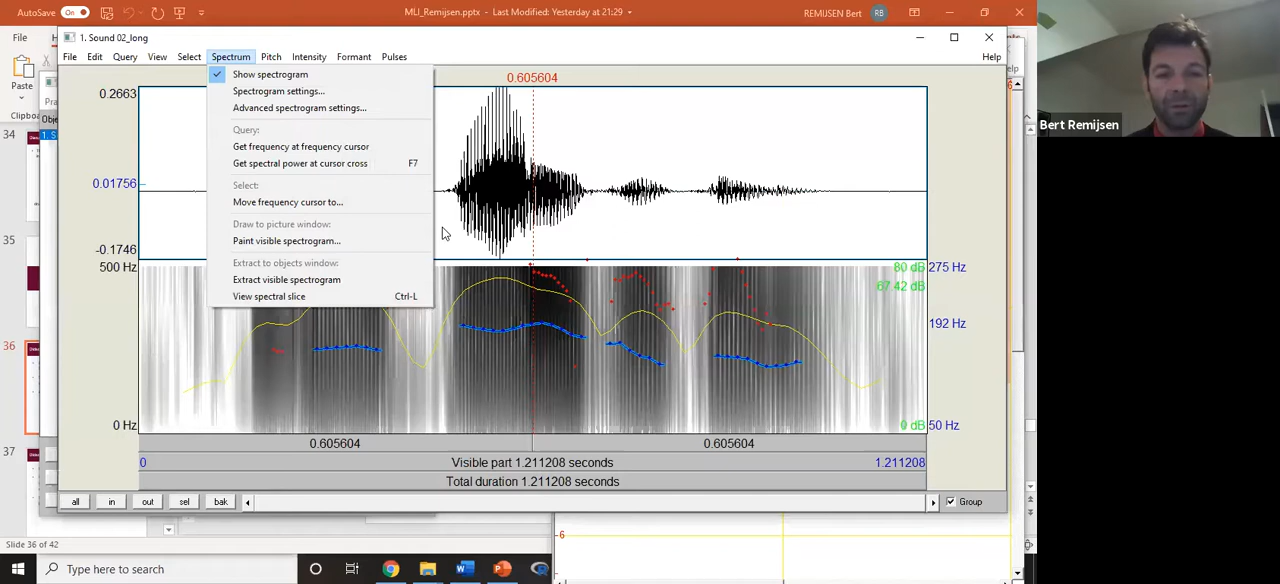 AutoSave On MLI_Remijsen.pptx - Last Modified: Yesterday at 21:29 REMIJSEN Bert RB
File
Paste
Clipboard
34
35
36
37
1. Sound 02_long
File Edit Query View Select Spectrum Pitch Intensity Formant Pulses Help
Show spectrogram
Spectrogram settings...
Advanced spectrogram settings...
Query:
Get frequency at frequency cursor
Get spectral power at cursor cross F7
Select:
Move frequency cursor to...
Draw to picture window:
Paint visible spectrogram...
Extract to objects window:
Extract visible spectrogram
View spectral slice Ctrl-L
0.605604
0.2663
0.01756
-0.1746
500 Hz 80 dB 275 Hz
67.42 dB
192 Hz
0 Hz 0 dB 50 Hz
0.605604 0.605604
0 Visible part 1.211208 seconds 1.211208
Total duration 1.211208 seconds
all in out sel bak Group
Slide 36 of 42
-6
Type here to search
Bert Remijsen